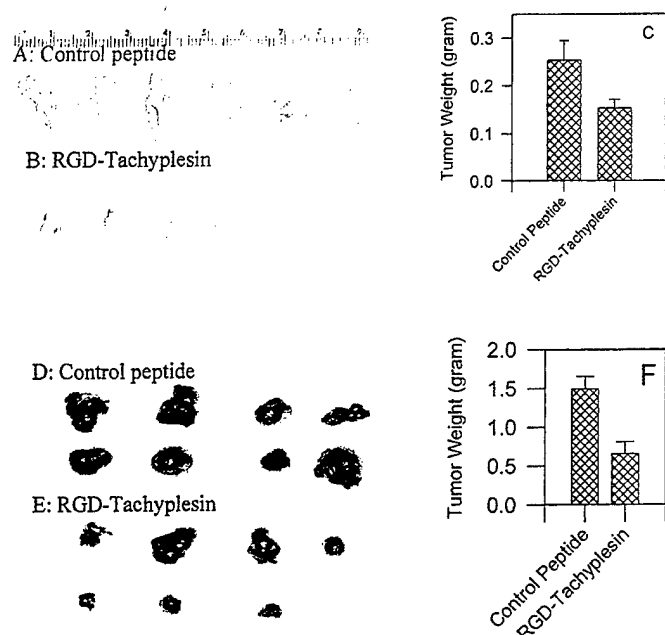 A: Control peptide
B: RGD-Tachyplesin
C
0.3
0.2
0.1
0.0
Tumor Weight (gram)
Control Peptide
RGD-Tachyplesin
D: Control peptide
E: RGD-Tachyplesin
F
2.0
1.5
1.0
0.5
0.0
Tumor Weight (gram)
Control Peptide
RGD-Tachyplesin